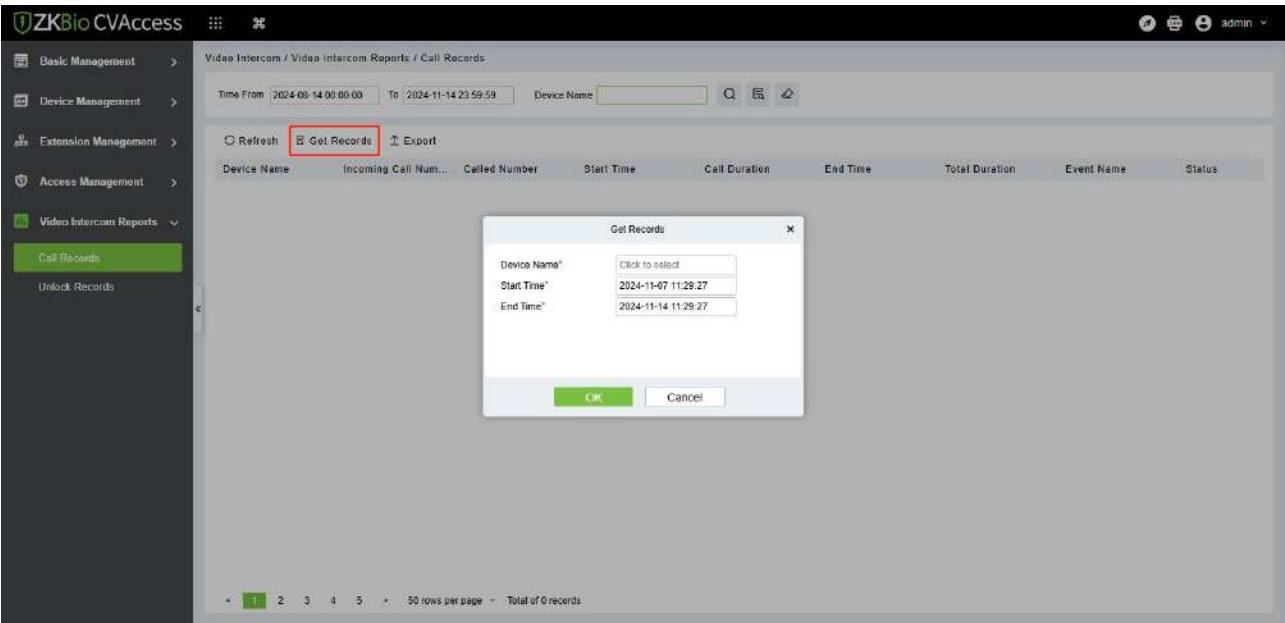 ZKBio CVAccess
admin
Basic Management
Device Management
Extension Management
Access Management
Video Intercom Reports
Call Records
Unlock Records
Video Intercom / Video Intercom Reports / Call Records
Time From 2024-08-14 00:00:00 To 2024-11-14 23:59:59 Device Name
Refresh Get Records Export
Device Name Incoming Call Num... Called Number Start Time Call Duration End Time Total Duration Event Name Status
Get Records
Device Name* Click to select
Start Time* 2024-11-07 11:29:27
End Time* 2024-11-14 11:29:27
OK Cancel
< 1 2 3 4 5 > 50 rows per page Total of 0 records